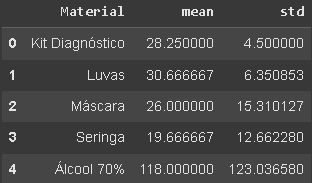 Material mean std
0 Kit Diagnóstico 28.250000 4.500000
1 Luvas 30.666667 6.350853
2 Máscara 26.000000 15.310127
3 Seringa 19.666667 12.662280
4 Álcool 70% 118.000000 123.036580